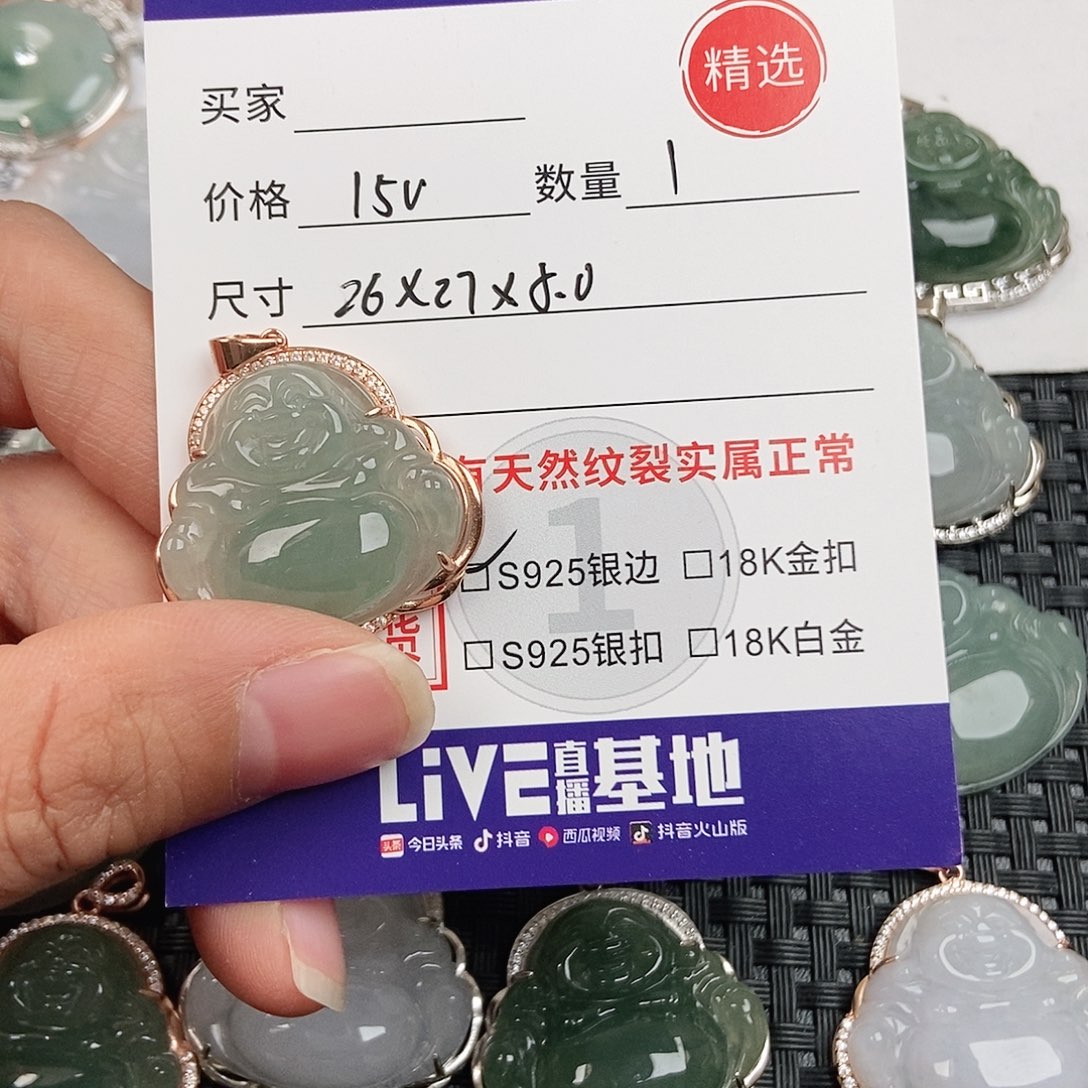 精选
买家
价格 15v 数量 1
尺寸 26x27x8.0
有天然纹裂实属正常
S925银边 18K金扣
S925银扣 18K白金
LiVE直播基地
头条 今日头条 抖音 西瓜视频 抖音火山版